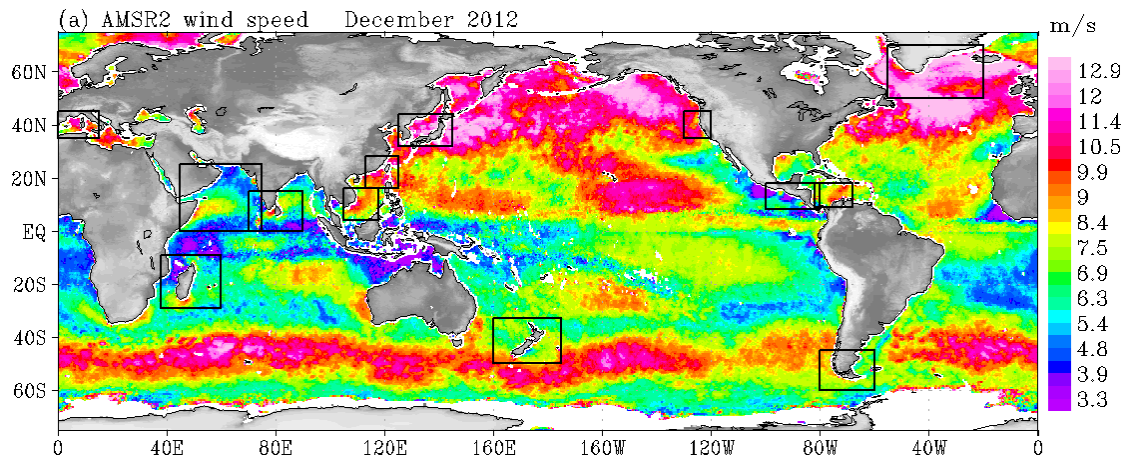 (a) AMSR2 wind speed December 2012
m/s
60N
40N
20N
EQ
20S
40S
60S
0 40E 80E 120E 160E 160W 120W 80W 40W 0
12.9
12
11.4
10.5
9.9
9
8.4
7.5
6.9
6.3
5.4
4.8
3.9
3.3